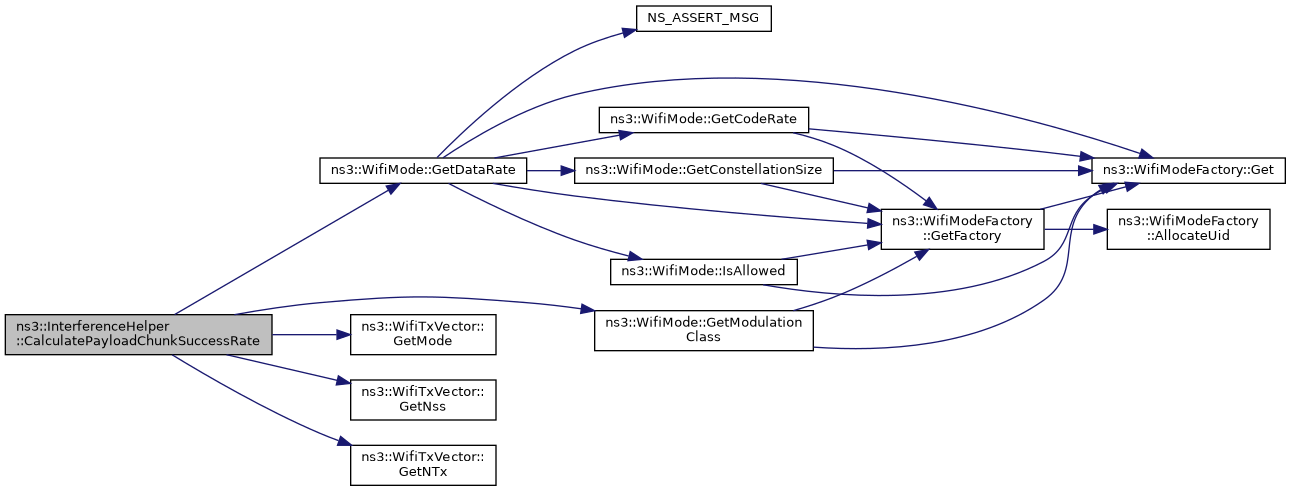 NS_ASSERT_MSG
ns3::WifiMode::GetCodeRate
ns3::WifiMode::GetDataRate
ns3::WifiMode::GetConstellationSize
ns3::WifiModeFactory::Get
ns3::WifiModeFactory
::GetFactory
ns3::WifiModeFactory
::AllocateUid
ns3::WifiMode::IsAllowed
ns3::InterferenceHelper
::CalculatePayloadChunkSuccessRate
ns3::WifiTxVector::
GetMode
ns3::WifiMode::GetModulation
Class
ns3::WifiTxVector::
GetNss
ns3::WifiTxVector::
GetNTx